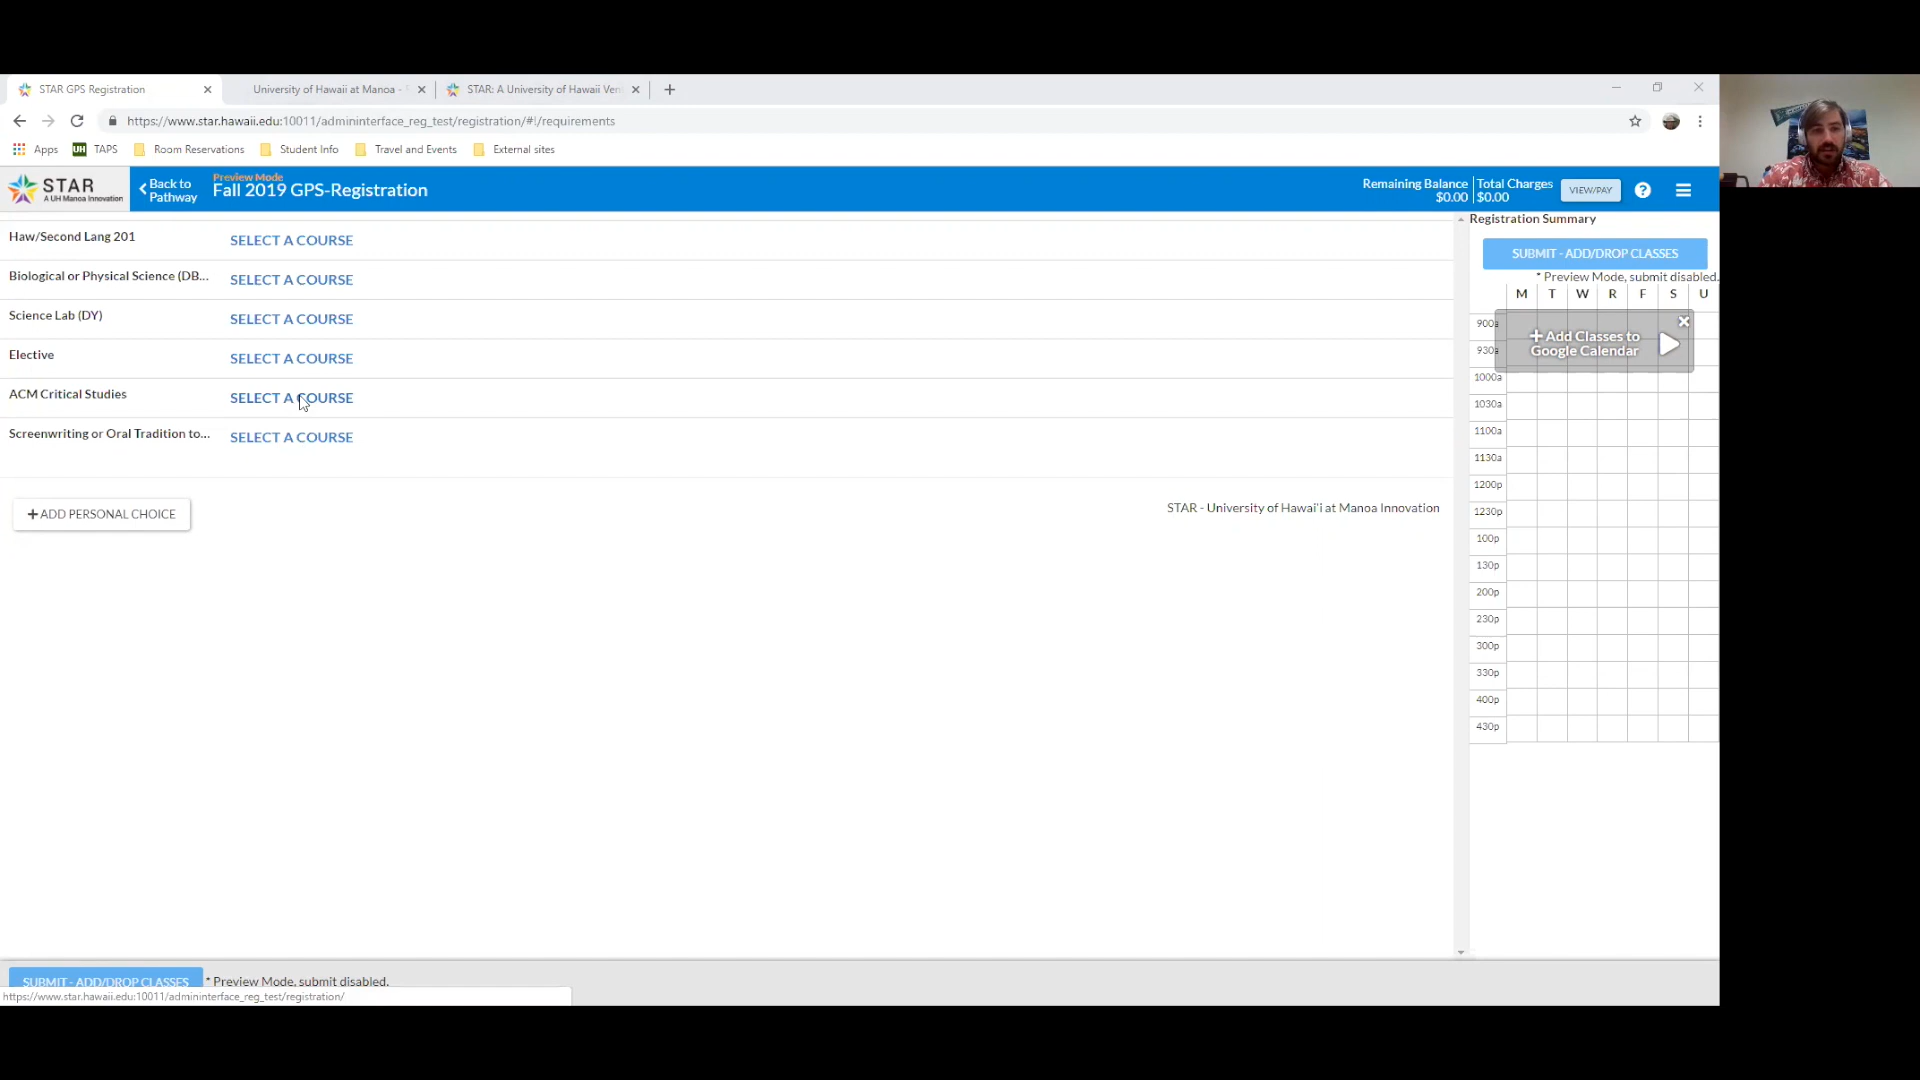 STAR GPS Registration
University of Hawaii at Manoa -
STAR: A University of Hawaii Ven
https://www.star.hawaii.edu:10011/admininterface_reg_test/registration/#!/requirements
Apps
UH TAPS
Room Reservations
Student Info
Travel and Events
External sites
STAR
A UH Manoa Innovation
Back to
Pathway
Preview Mode
Fall 2019 GPS-Registration
Remaining Balance
$0.00
Total Charges
$0.00
VIEW/PAY
?
Haw/Second Lang 201 SELECT A COURSE
Biological or Physical Science (DB... SELECT A COURSE
Science Lab (DY) SELECT A COURSE
Elective SELECT A COURSE
ACM Critical Studies SELECT A COURSE
Screenwriting or Oral Tradition to... SELECT A COURSE
+ ADD PERSONAL CHOICE
STAR - University of Hawai'i at Manoa Innovation
Registration Summary
SUBMIT - ADD/DROP CLASSES
* Preview Mode, submit disabled.
M T W R F S U
900a
930a
+ Add Classes to
Google Calendar
1000a
1030a
1100a
1130a
1200p
1230p
100p
130p
200p
230p
300p
330p
400p
430p
SUBMIT - ADD/DROP CLASSES * Preview Mode, submit disabled.
https://www.star.hawaii.edu:10011/admininterface_reg_test/registration/